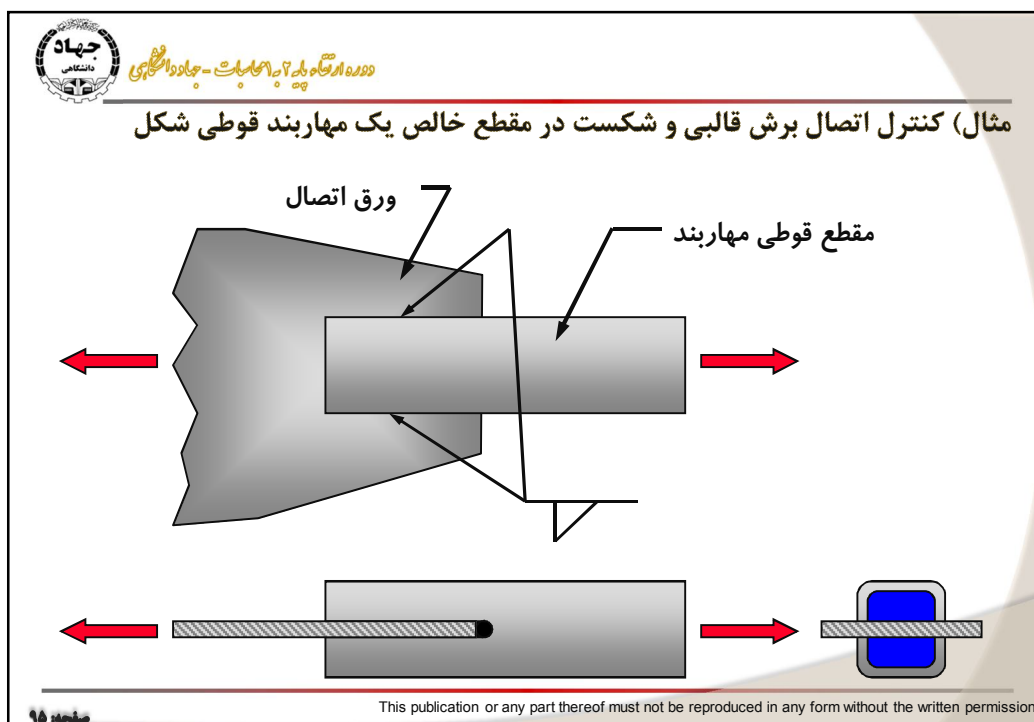 جهاد
دانشگاهی
دوره ارتقاء پایه ۲ به ۱ محاسبات - جهاد دانشگاهی
مثال) کنترل اتصال برش قالبی و شکست در مقطع خالص یک مهاربند قوطی شکل
ورق اتصال
مقطع قوطی مهاربند
This publication or any part thereof must not be reproduced in any form without the written permission
صفحه: ۹۵